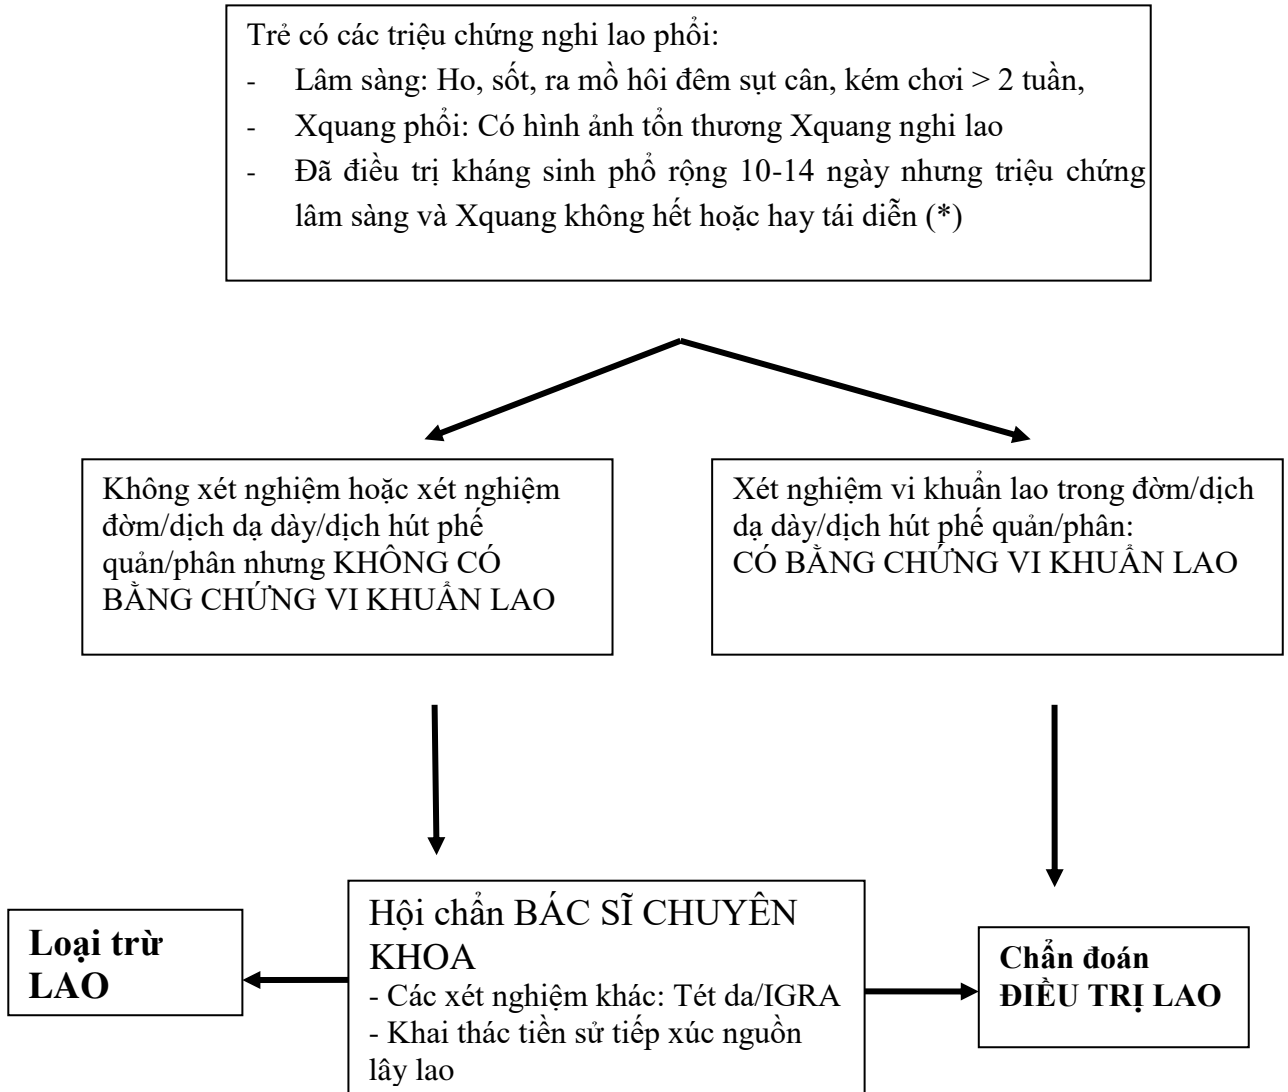 Trẻ có các triệu chứng nghi lao phổi:
- Lâm sàng: Ho, sốt, ra mồ hôi đêm sụt cân, kém chơi > 2 tuần,
- Xquang phổi: Có hình ảnh tổn thương Xquang nghi lao
- Đã điều trị kháng sinh phổ rộng 10-14 ngày nhưng triệu chứng
lâm sàng và Xquang không hết hoặc hay tái diễn (*)
Không xét nghiệm hoặc xét nghiệm
đờm/dịch dạ dày/dịch hút phế
quản/phân nhưng KHÔNG CÓ
BẰNG CHỨNG VI KHUẨN LAO
Xét nghiệm vi khuẩn lao trong đờm/dịch
dạ dày/dịch hút phế quản/phân:
CÓ BẰNG CHỨNG VI KHUẨN LAO
Loại trừ
LAO
Hội chẩn BÁC SĨ CHUYÊN
KHOA
- Các xét nghiệm khác: Tét da/IGRA
- Khai thác tiền sử tiếp xúc nguồn
lây lao
Chẩn đoán
ĐIỀU TRỊ LAO